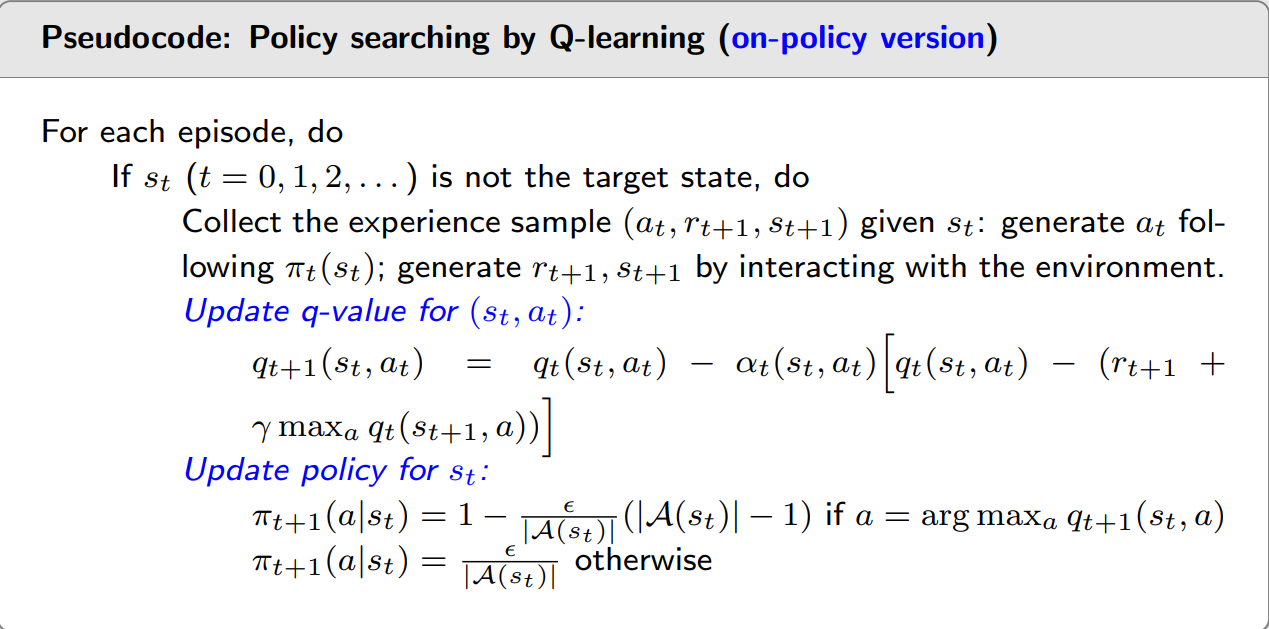 Pseudocode: Policy searching by Q-learning (on-policy version)
For each episode, do
If $s_t$ ($t = 0, 1, 2, \dots$) is not the target state, do
Collect the experience sample $(a_t, r_{t+1}, s_{t+1})$ given $s_t$: generate $a_t$ fol-
lowing $\pi_t(s_t)$; generate $r_{t+1}, s_{t+1}$ by interacting with the environment.
Update q-value for $(s_t, a_t)$:
$q_{t+1}(s_t, a_t) = q_t(s_t, a_t) - \alpha_t(s_t, a_t)\Big[q_t(s_t, a_t) - (r_{t+1} +$
$\gamma \max_a q_t(s_{t+1}, a))\Big]$
Update policy for $s_t$:
$\pi_{t+1}(a|s_t) = 1 - \frac{\epsilon}{|\mathcal{A}(s_t)|}(|\mathcal{A}(s_t)| - 1)$ if $a = \arg\max_a q_{t+1}(s_t, a)$
$\pi_{t+1}(a|s_t) = \frac{\epsilon}{|\mathcal{A}(s_t)|}$ otherwise